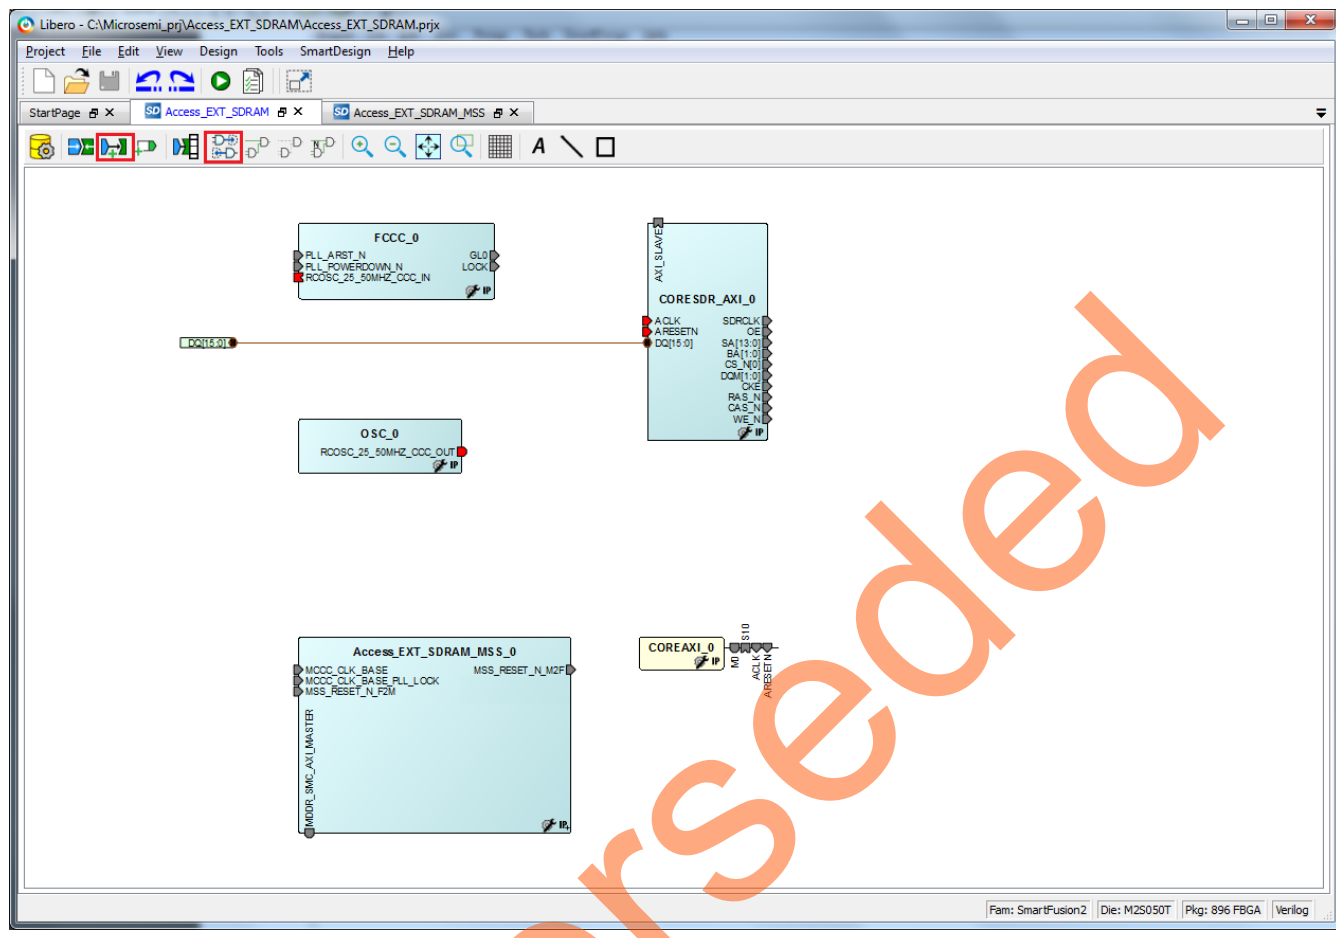 Libero - C:\Microsemi_prj\Access_EXT_SDRAM\Access_EXT_SDRAM.prjx
Project File Edit View Design Tools SmartDesign Help
StartPage Access_EXT_SDRAM Access_EXT_SDRAM_MSS
A
FCCC_0
PLL_ARST_N GL0
PLL_POWERDOWN_N LOCK
RCOSC_25_50MHZ_CCC_IN
IP
AXI_SLAVE
CORESDR_AXI_0
ACLK SDRCLK
ARESETN OE
DQ[15:0]
DQ[15:0] SA[13:0]
BA[1:0]
CS_N[0]
DQM[1:0]
CKE
RAS_N
CAS_N
WE_N
IP
OSC_0
RCOSC_25_50MHZ_CCC_OUT
IP
Access_EXT_SDRAM_MSS_0
MCCC_CLK_BASE MSS_RESET_N_M2F
MCCC_CLK_BASE_PLL_LOCK
MSS_RESET_N_F2M
MDDR_SMC_AXI_MASTER
IP
COREAXI_0
IP
S10
ACLK
ARESETN
erseded
Fam: SmartFusion2 Die: M2S050T Pkg: 896 FBGA Verilog